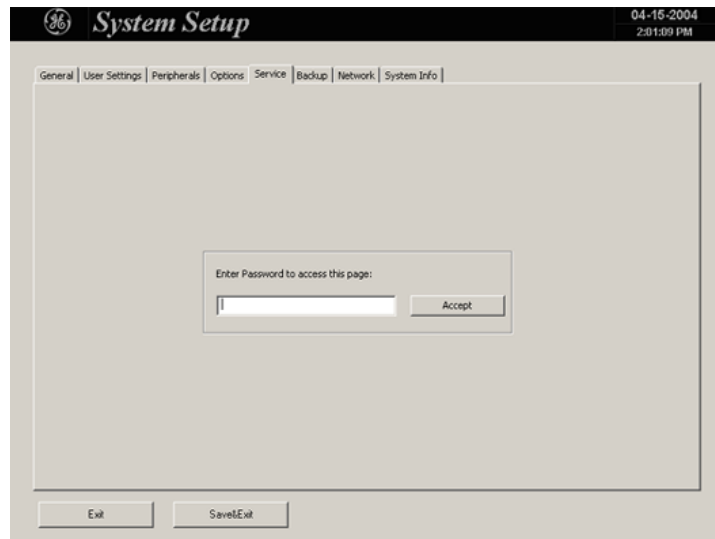 GE
System Setup
04-15-2004
2:01:09 PM
General User Settings Peripherals Options Service Backup Network System Info
Enter Password to access this page:
Accept
Exit Save&Exit